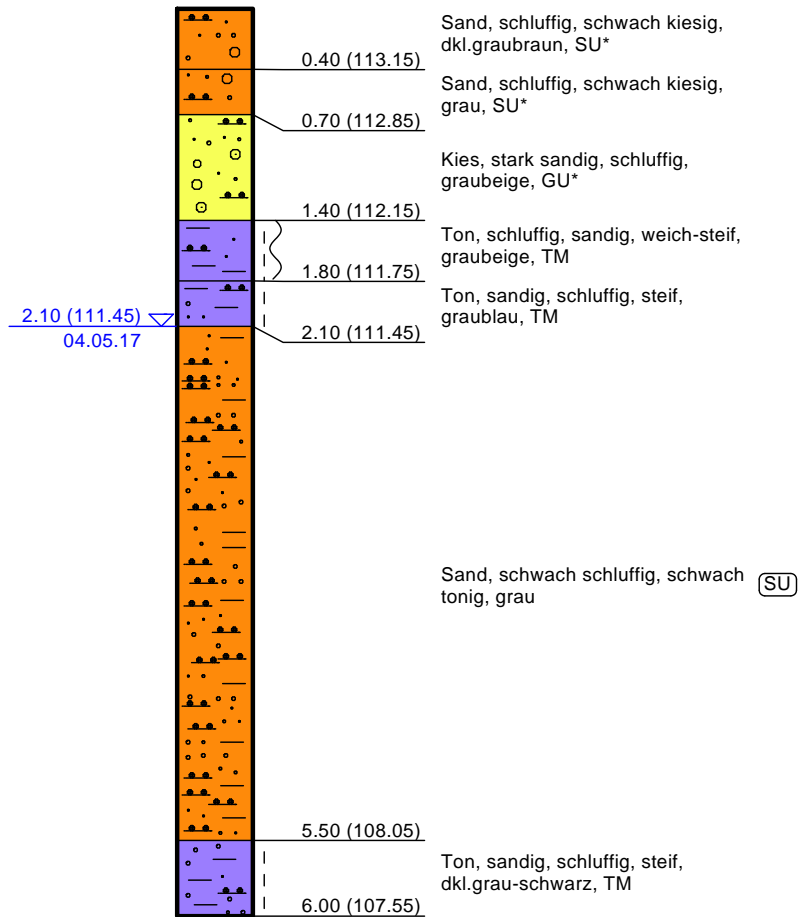 Sand, schluffig, schwach kiesig,
dkl.graubraun, SU*
0.40 (113.15)
Sand, schluffig, schwach kiesig,
grau, SU*
0.70 (112.85)
Kies, stark sandig, schluffig,
graubeige, GU*
1.40 (112.15)
Ton, schluffig, sandig, weich-steif,
graubeige, TM
1.80 (111.75)
Ton, sandig, schluffig, steif,
graublau, TM
2.10 (111.45)
04.05.17
2.10 (111.45)
Sand, schwach schluffig, schwach
tonig, grau
SU
5.50 (108.05)
Ton, sandig, schluffig, steif,
dkl.grau-schwarz, TM
6.00 (107.55)